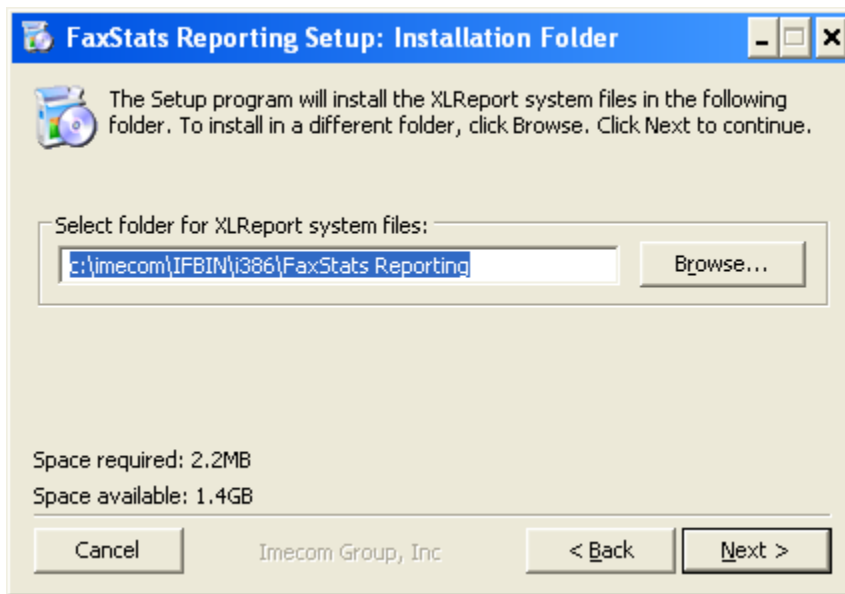 FaxStats Reporting Setup: Installation Folder
The Setup program will install the XLReport system files in the following
folder. To install in a different folder, click Browse. Click Next to continue.
Select folder for XLReport system files:
c:\imecom\IFBIN\i386\FaxStats Reporting
Browse...
Space required: 2.2MB
Space available: 1.4GB
Cancel
Imecom Group, Inc
< Back
Next >